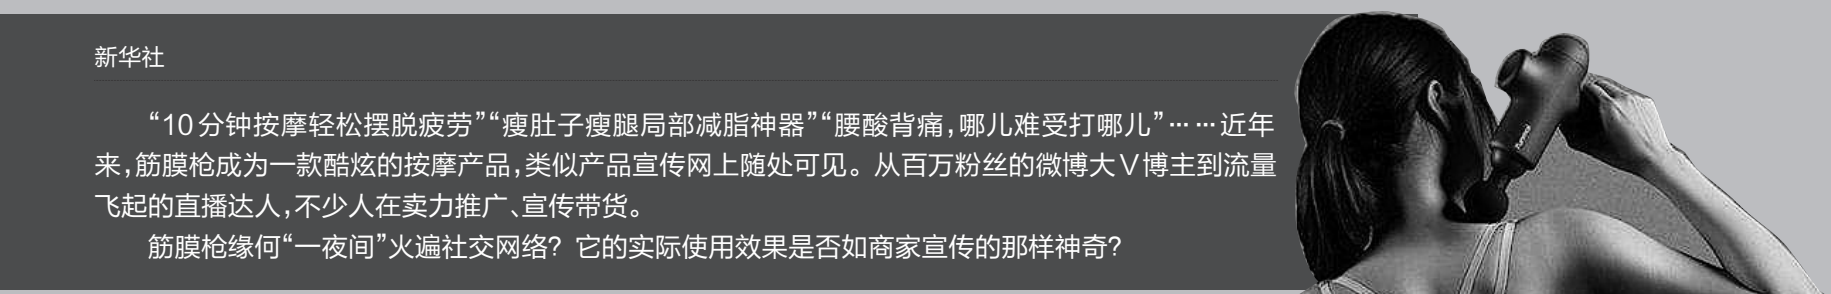 新华社
“10分钟按摩轻松摆脱疲劳”“瘦肚子瘦腿局部减脂神器”“腰酸背痛，哪儿难受打哪儿”……近年
来，筋膜枪成为一款酷炫的按摩产品，类似产品宣传网上随处可见。从百万粉丝的微博大V博主到流量
飞起的直播达人，不少人在卖力推广、宣传带货。
筋膜枪缘何“一夜间”火遍社交网络？它的实际使用效果是否如商家宣传的那样神奇？